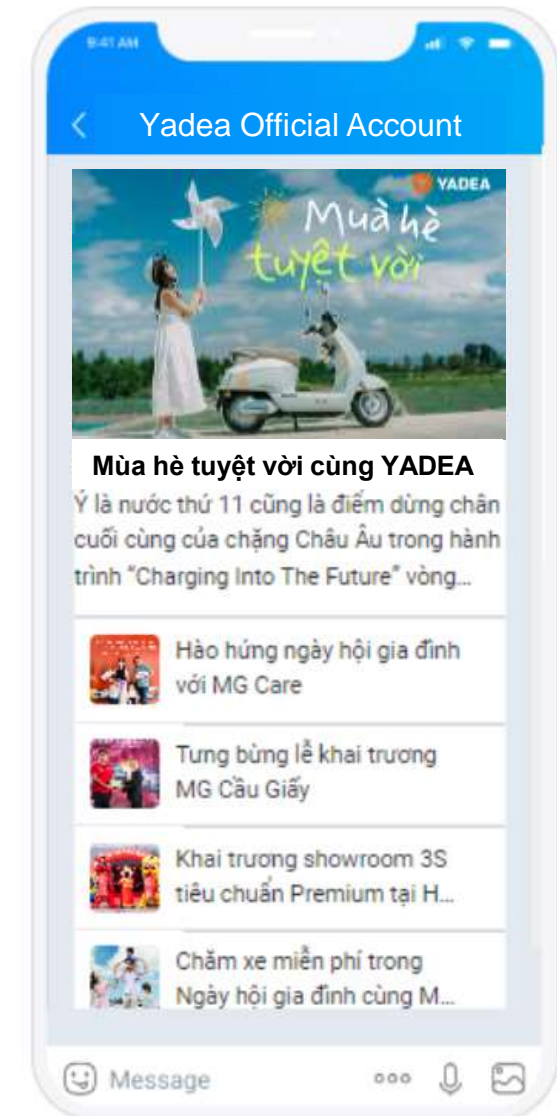 9:41 AM
Yadea Official Account
YADEA
Mùa hè
tuyệt vời
Mùa hè tuyệt vời cùng YADEA
Ý là nước thứ 11 cũng là điểm dừng chân
cuối cùng của chặng Châu Âu trong hành
trình “Charging Into The Future” vòng...
Hào hứng ngày hội gia đình
với MG Care
Tưng bừng lễ khai trương
MG Cầu Giấy
Khai trương showroom 3S
tiêu chuẩn Premium tại H...
Chăm xe miễn phí trong
Ngày hội gia đình cùng M...
Message